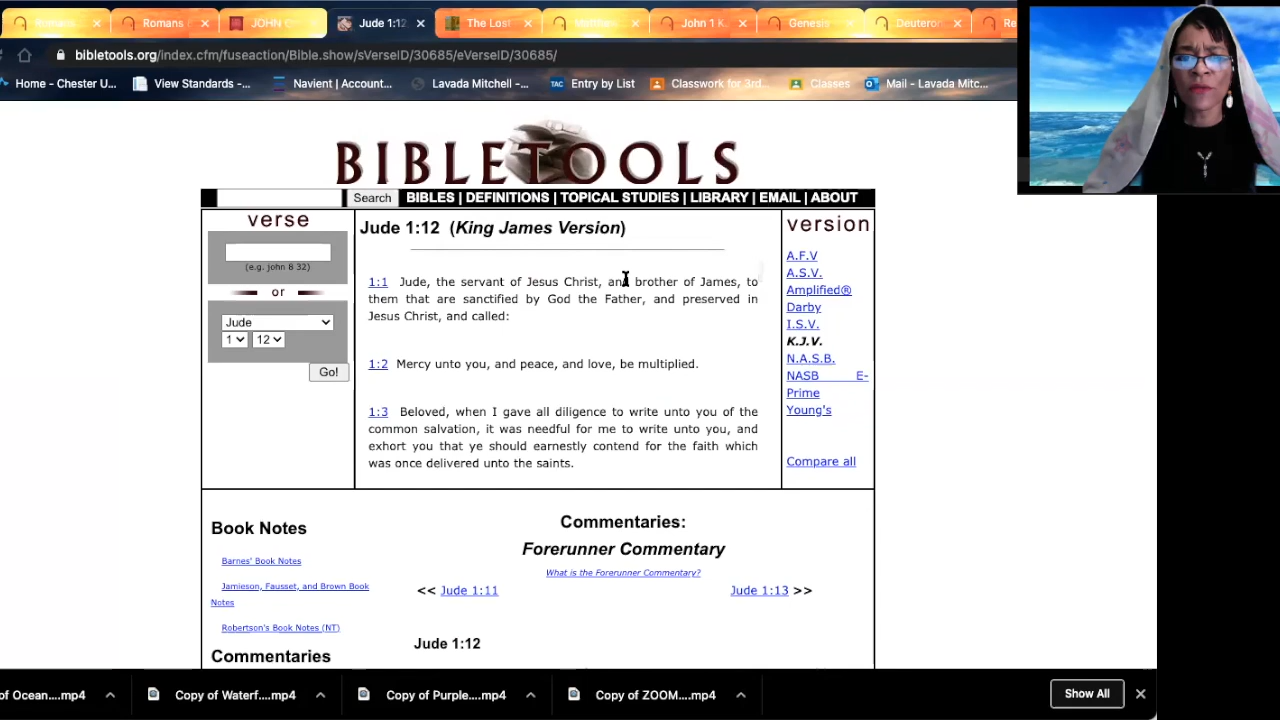 Romans
Romans
JOHN C
Jude 1:12
The Lost
Matthew
John 1 K
Genesis
Deutero
Re
bibletools.org/index.cfm/fuseaction/Bible.show/sVerseID/30685/eVerseID/30685/
Home - Chester U...
View Standards -...
Navient | Account...
Lavada Mitchell -...
TAC Entry by List
Classwork for 3rd...
Classes
Mail - Lavada Mitc...
BIBLETOOLS
Search BIBLES | DEFINITIONS | TOPICAL STUDIES | LIBRARY | EMAIL | ABOUT
verse
(e.g. john 8 32)
or
Jude
1 12
Go!
Jude 1:12 (King James Version)
1:1 Jude, the servant of Jesus Christ, and brother of James, to
them that are sanctified by God the Father, and preserved in
Jesus Christ, and called:
1:2 Mercy unto you, and peace, and love, be multiplied.
1:3 Beloved, when I gave all diligence to write unto you of the
common salvation, it was needful for me to write unto you, and
exhort you that ye should earnestly contend for the faith which
was once delivered unto the saints.
version
A.F.V
A.S.V.
Amplified®
Darby
I.S.V.
K.J.V.
N.A.S.B.
NASB E-
Prime
Young's
Compare all
Book Notes
Barnes' Book Notes
Jamieson, Fausset, and Brown Book
Notes
Robertson's Book Notes (NT)
Commentaries
Commentaries:
Forerunner Commentary
What is the Forerunner Commentary?
<< Jude 1:11
Jude 1:13 >>
Jude 1:12
of Ocean....mp4
Copy of Waterf....mp4
Copy of Purple....mp4
Copy of ZOOM....mp4
Show All